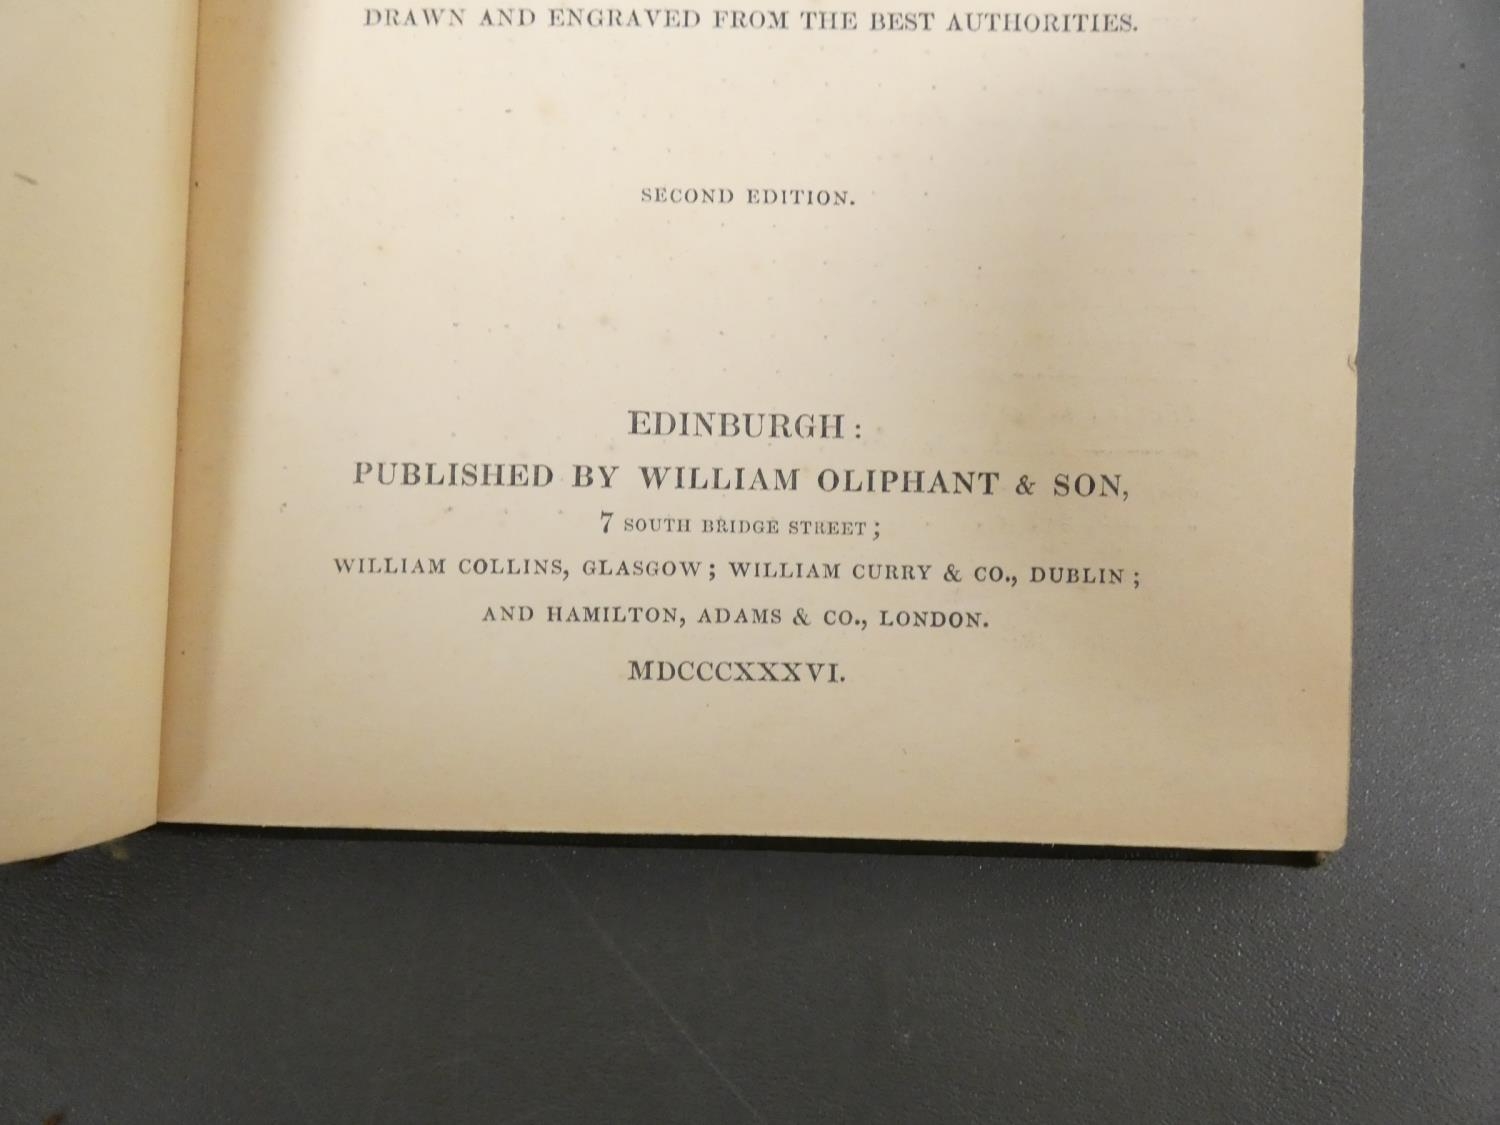 DRAWN AND ENGRAVED FROM THE BEST AUTHORITIES.
SECOND EDITION.
EDINBURGH:
PUBLISHED BY WILLIAM OLIPHANT & SON,
7 SOUTH BRIDGE STREET;
WILLIAM COLLINS, GLASGOW; WILLIAM CURRY & CO., DUBLIN;
AND HAMILTON, ADAMS & CO., LONDON.
MDCCCXXXVI.